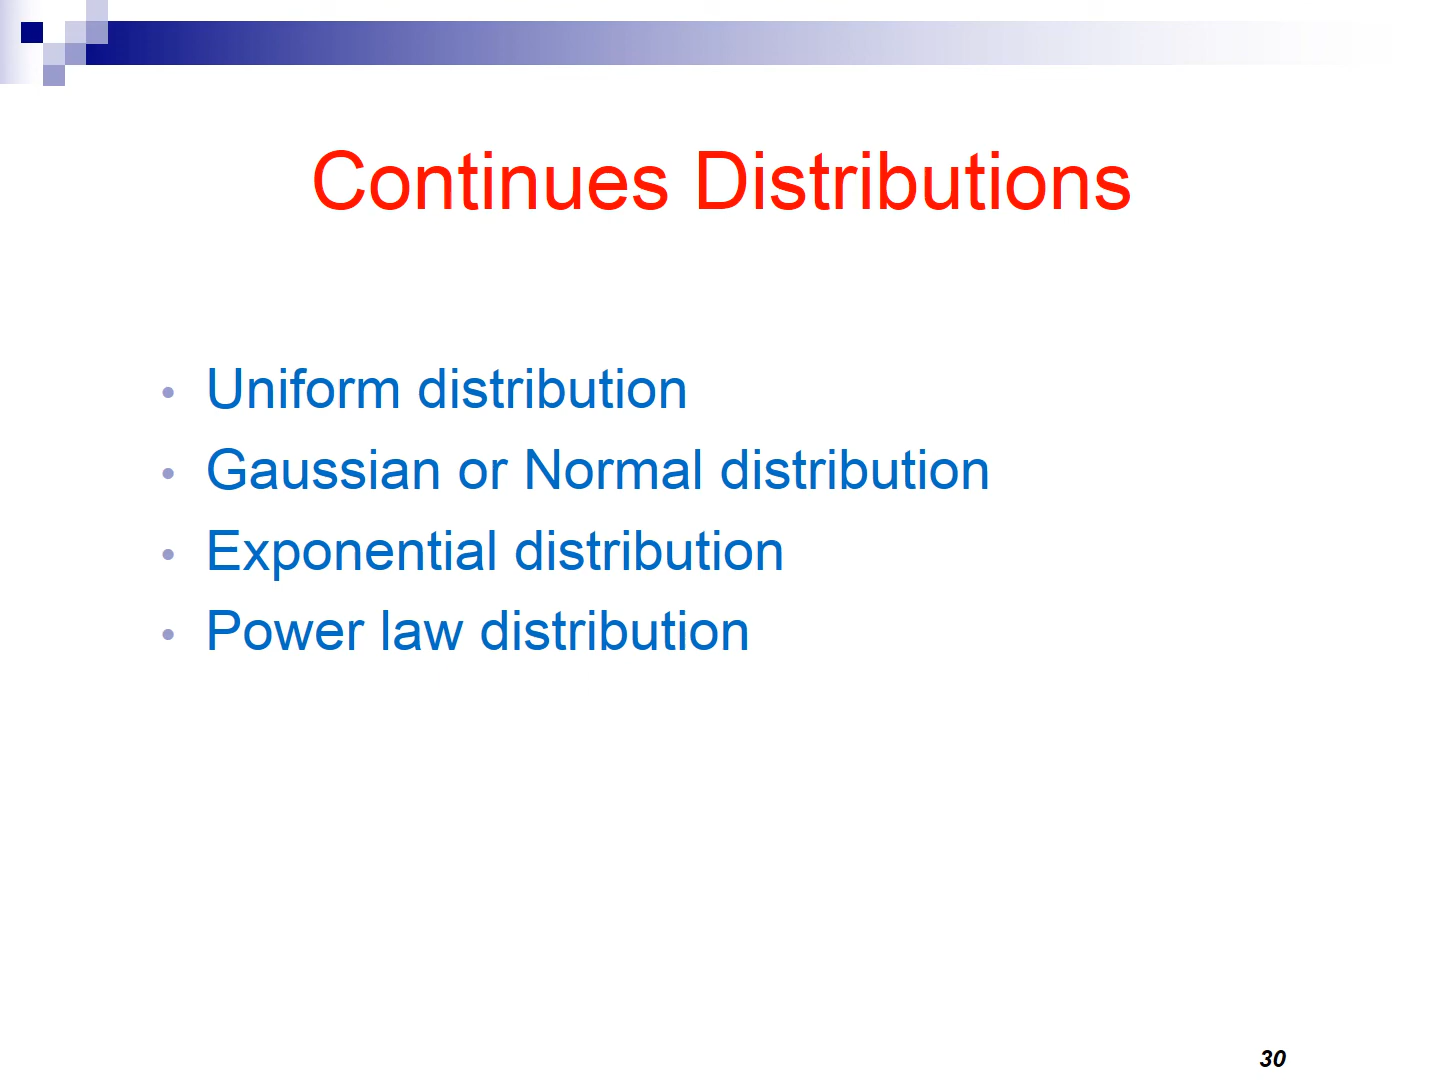 Continues Distributions
• Uniform distribution
• Gaussian or Normal distribution
• Exponential distribution
• Power law distribution
30